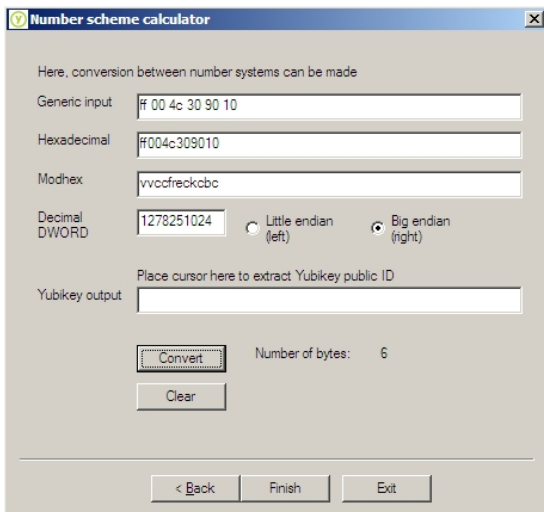 Number scheme calculator
Here, conversion between number systems can be made
Generic input ff 00 4c 30 90 10
Hexadecimal ff004c309010
Modhex vvccfreckcbc
Decimal DWORD 1278251024 Little endian (left) Big endian (right)
Place cursor here to extract Yubikey public ID
Yubikey output
Convert Number of bytes: 6
Clear
< Back Finish Exit